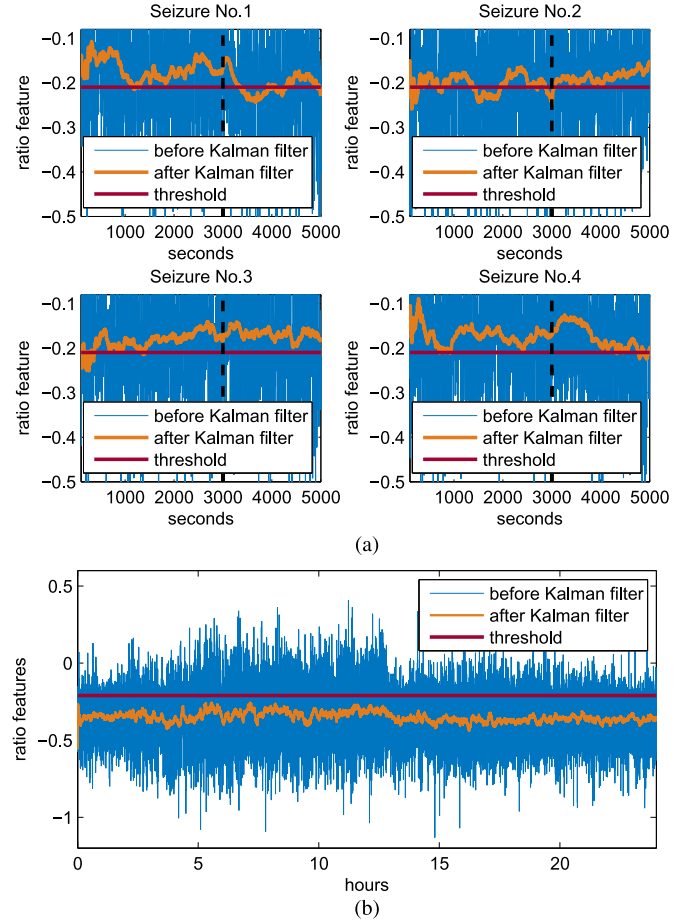 Seizure No.1
Seizure No.2
−0.1
−0.2
−0.3
−0.4
−0.5
ratio feature
before Kalman filter
after Kalman filter
threshold
1000 2000 3000 4000 5000
seconds
−0.1
−0.2
−0.3
−0.4
−0.5
ratio feature
before Kalman filter
after Kalman filter
threshold
1000 2000 3000 4000 5000
seconds
Seizure No.3
Seizure No.4
−0.1
−0.2
−0.3
−0.4
−0.5
ratio feature
before Kalman filter
after Kalman filter
threshold
1000 2000 3000 4000 5000
seconds
−0.1
−0.2
−0.3
−0.4
−0.5
ratio feature
before Kalman filter
after Kalman filter
threshold
1000 2000 3000 4000 5000
seconds
(a)
0.5
0
−0.5
−1
ratio features
before Kalman filter
after Kalman filter
threshold
0 5 10 15 20
hours
(b)